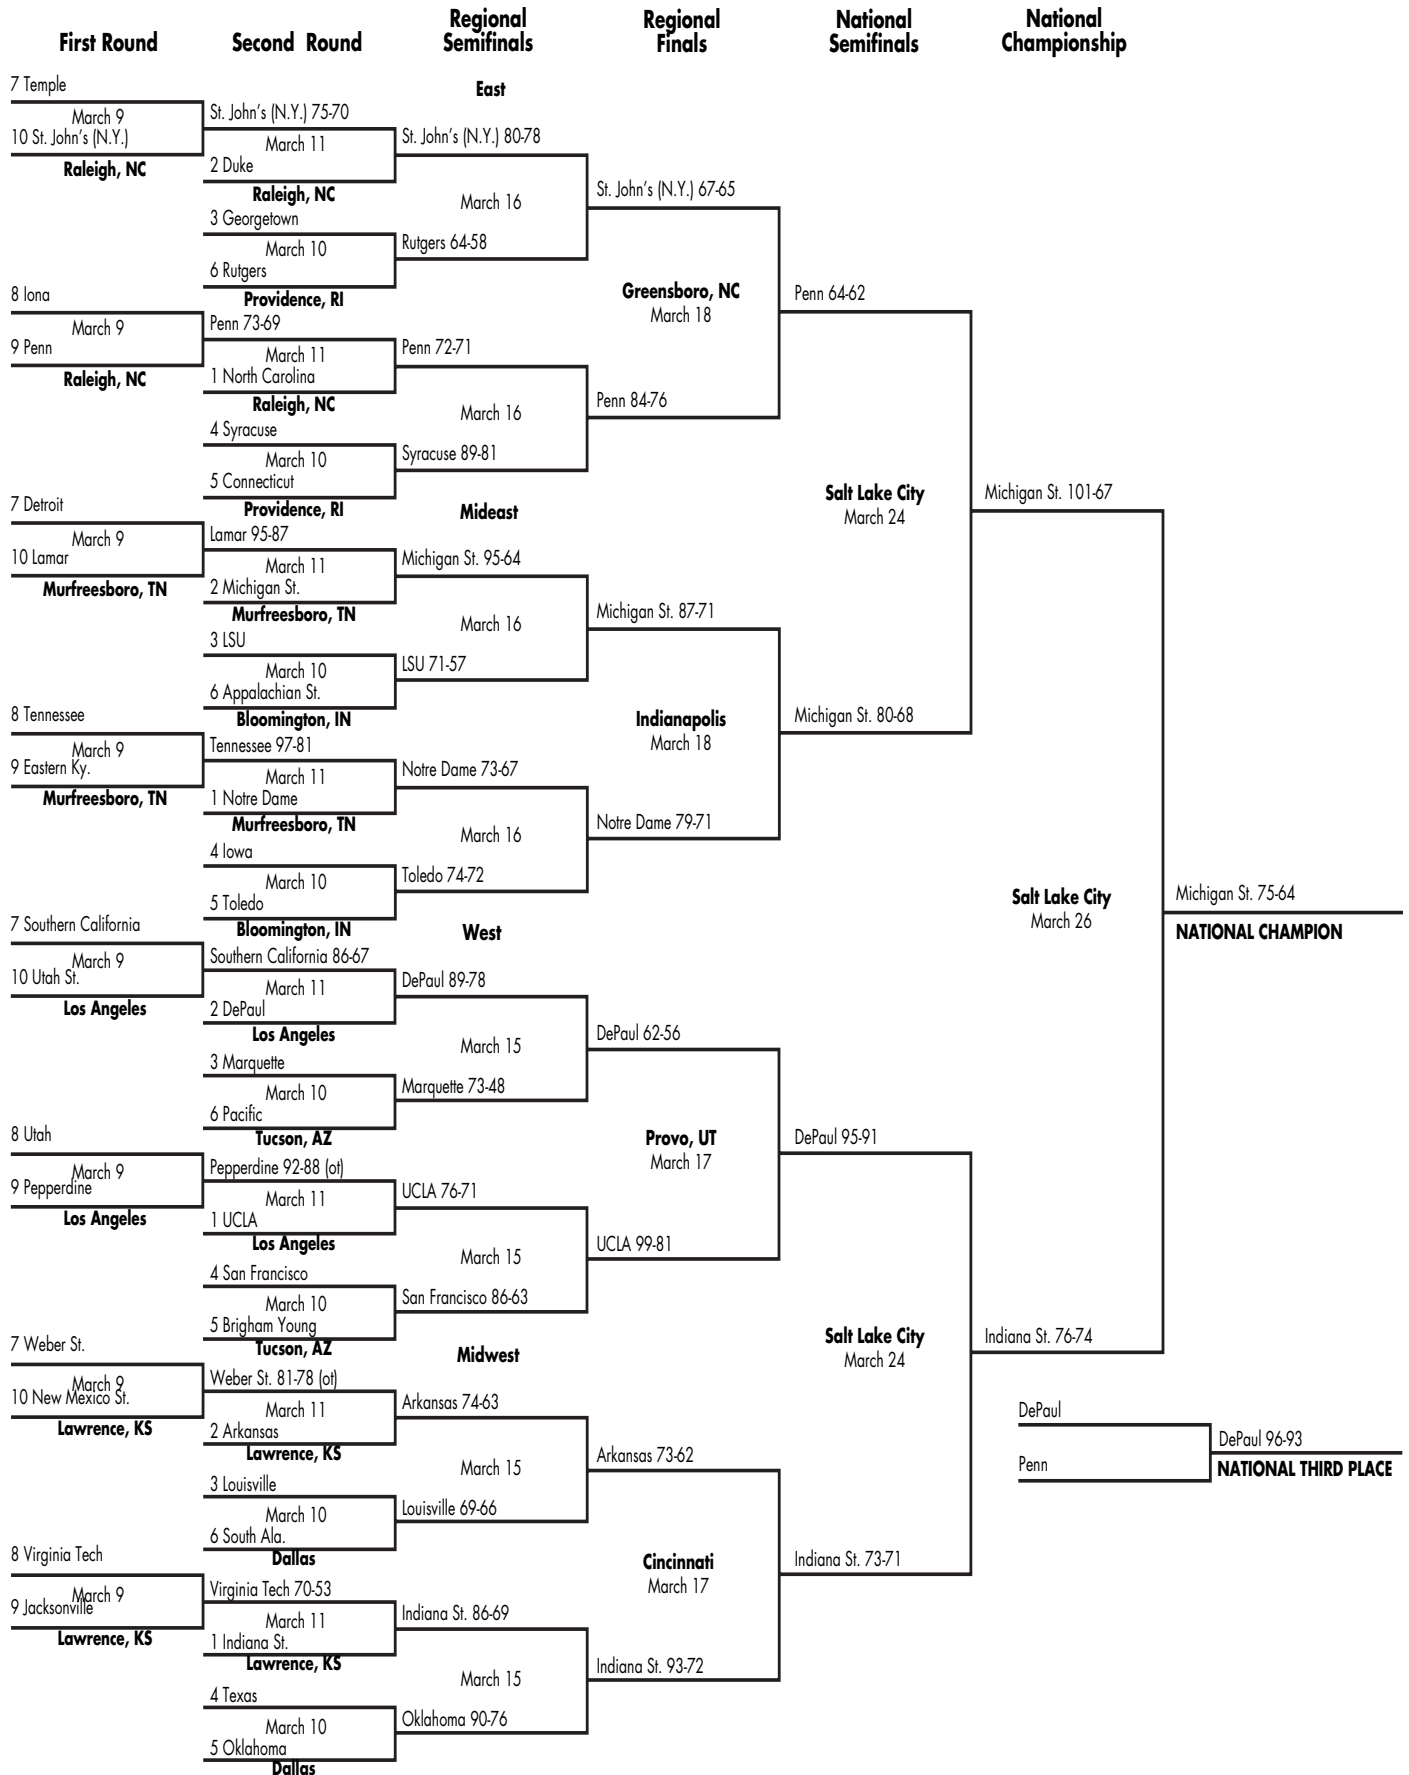 First Round
Second Round
Regional
Semifinals
Regional
Finals
National
Semifinals
National
Championship
East
7 Temple
March 9
10 St. John's (N.Y.)
Raleigh, NC
St. John's (N.Y.) 75-70
March 11
2 Duke
Raleigh, NC
St. John's (N.Y.) 80-78
March 16
3 Georgetown
March 10
6 Rutgers
Providence, RI
Rutgers 64-58
St. John's (N.Y.) 67-65
8 Iona
March 9
9 Penn
Raleigh, NC
Penn 73-69
March 11
1 North Carolina
Raleigh, NC
Penn 72-71
March 16
4 Syracuse
March 10
5 Connecticut
Providence, RI
Syracuse 89-81
Penn 84-76
Greensboro, NC
March 18
Penn 64-62
Mideast
7 Detroit
March 9
10 Lamar
Murfreesboro, TN
Lamar 95-87
March 11
2 Michigan St.
Murfreesboro, TN
Michigan St. 95-64
March 16
3 LSU
March 10
6 Appalachian St.
Bloomington, IN
LSU 71-57
Michigan St. 87-71
8 Tennessee
March 9
9 Eastern Ky.
Murfreesboro, TN
Tennessee 97-81
March 11
1 Notre Dame
Murfreesboro, TN
Notre Dame 73-67
March 16
4 Iowa
March 10
5 Toledo
Bloomington, IN
Toledo 74-72
Notre Dame 79-71
Indianapolis
March 18
Michigan St. 80-68
Salt Lake City
March 24
Michigan St. 101-67
West
7 Southern California
March 9
10 Utah St.
Los Angeles
Southern California 86-67
March 11
2 DePaul
Los Angeles
DePaul 89-78
March 15
3 Marquette
March 10
6 Pacific
Tucson, AZ
Marquette 73-48
DePaul 62-56
8 Utah
March 9
9 Pepperdine
Los Angeles
Pepperdine 92-88 (ot)
March 11
1 UCLA
Los Angeles
UCLA 76-71
March 15
4 San Francisco
March 10
5 Brigham Young
Tucson, AZ
San Francisco 86-63
UCLA 99-81
Provo, UT
March 17
DePaul 95-91
Midwest
7 Weber St.
March 9
10 New Mexico St.
Lawrence, KS
Weber St. 81-78 (ot)
March 11
2 Arkansas
Lawrence, KS
Arkansas 74-63
March 15
3 Louisville
March 10
6 South Ala.
Dallas
Louisville 69-66
Arkansas 73-62
8 Virginia Tech
March 9
9 Jacksonville
Lawrence, KS
Virginia Tech 70-53
March 11
1 Indiana St.
Lawrence, KS
Indiana St. 86-69
March 15
4 Texas
March 10
5 Oklahoma
Dallas
Oklahoma 90-76
Indiana St. 93-72
Cincinnati
March 17
Indiana St. 73-71
Salt Lake City
March 24
Indiana St. 76-74
Salt Lake City
March 26
Michigan St. 75-64
NATIONAL CHAMPION
DePaul
Penn
DePaul 96-93
NATIONAL THIRD PLACE